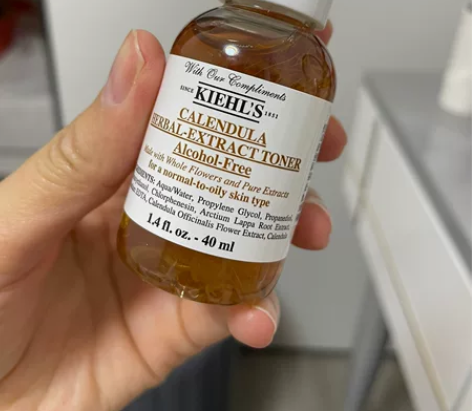 With Our Compliments
SINCE KIEHL'S 1851
CALENDULA
HERBAL-EXTRACT TONER
Alcohol-Free
Made with Whole Flowers and Pure Extracts
for a normal-to-oily skin type
INGREDIENTS: Aqua/Water, Propylene Glycol, Propanediol,
Chlorphenesin, Arctium Lappa Root Extract,
EDTA, Calendula Officinalis Flower Extract, Calendula
1.4 fl. oz. - 40 ml